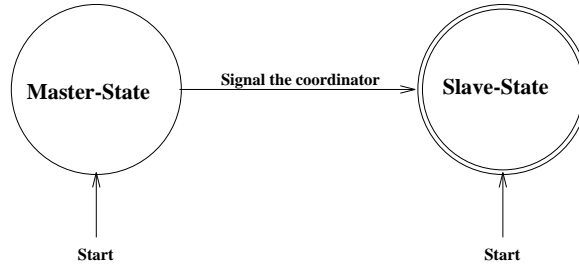 Signal the coordinator
Master-State
Slave-State
Start
Start